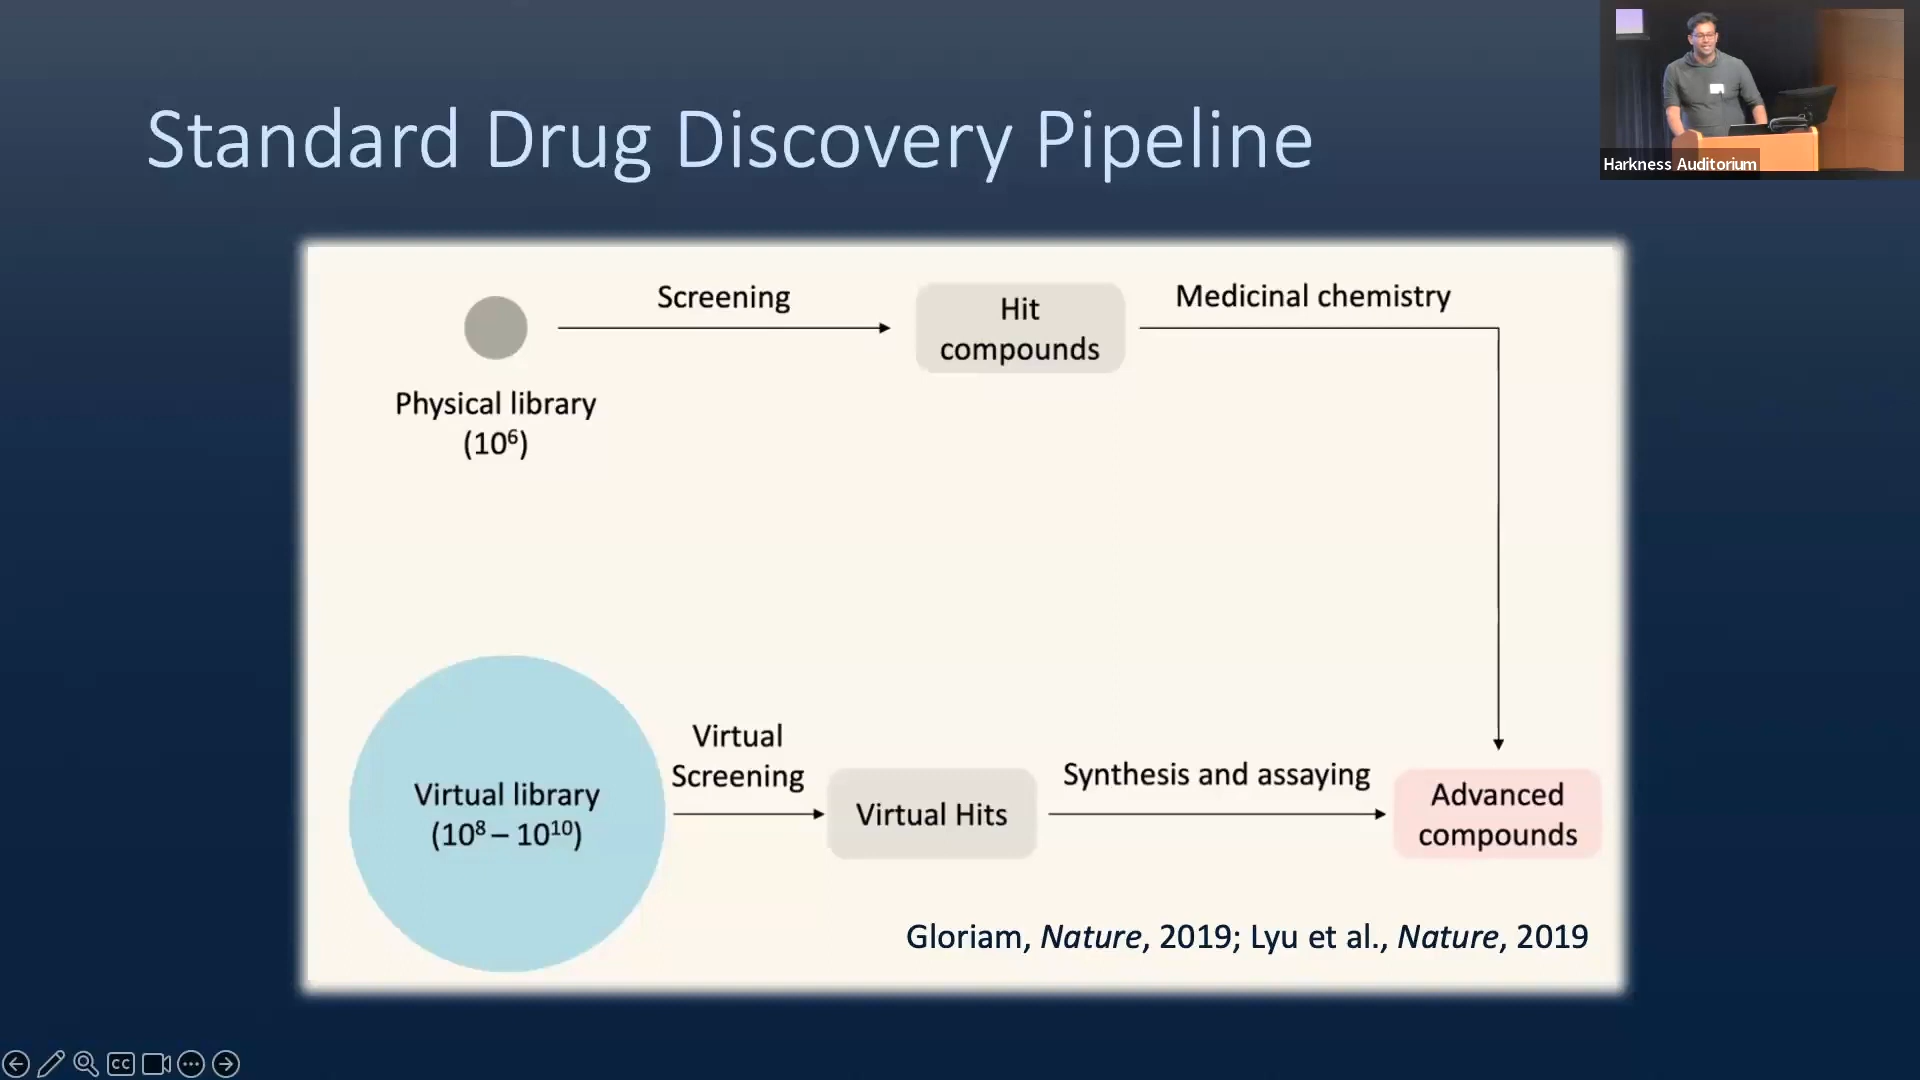 Standard Drug Discovery Pipeline
Harkness Auditorium
Screening
Hit
compounds
Medicinal chemistry
Physical library
(10⁶)
Virtual
Screening
Virtual library
(10⁸ – 10¹⁰)
Virtual Hits
Synthesis and assaying
Advanced
compounds
Gloriam, Nature, 2019; Lyu et al., Nature, 2019
CC